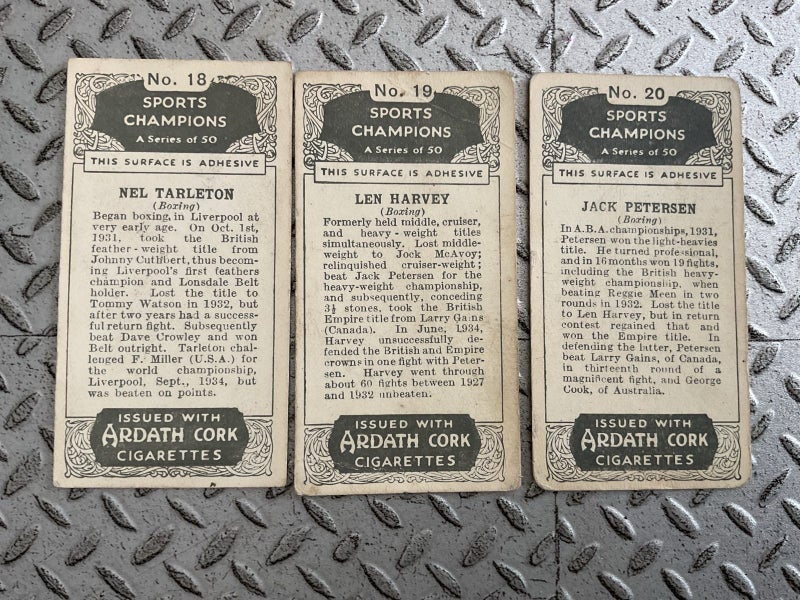 No. 18
SPORTS
CHAMPIONS
A Series of 50
THIS SURFACE IS ADHESIVE
NEL TARLETON
(Boxing)
Began boxing, in Liverpool at
very early age. On Oct. 1st,
1931, took the British
feather-weight title from
Johnny Cuthbert, thus becom-
ing Liverpool's first feathers
champion and Lonsdale Belt
holder. Lost the title to
Tommy Watson in 1932, but
after two years had a success-
ful return fight. Subsequently
beat Dave Crowley and won
Belt outright. Tarleton chal-
lenged F. Miller (U.S.A.) for
the world championship,
Liverpool, Sept., 1934, but
was beaten on points.
ISSUED WITH
ARDATH CORK
CIGARETTES
No. 19
SPORTS
CHAMPIONS
A Series of 50
THIS SURFACE IS ADHESIVE
LEN HARVEY
(Boxing)
Formerly held middle, cruiser,
and heavy-weight titles
simultaneously. Lost middle-
weight to Jock McAvoy;
relinquished cruiser-weight;
beat Jack Petersen for the
heavy-weight championship,
and subsequently, conceding
3½ stones, took the British
Empire title from Larry Gains
(Canada). In June, 1934,
Harvey unsuccessfully de-
fended the British and Empire
crowns in one fight with Peter-
sen. Harvey went through
about 60 fights between 1927
and 1932 unbeaten.
ISSUED WITH
ARDATH CORK
CIGARETTES
No. 20
SPORTS
CHAMPIONS
A Series of 50
THIS SURFACE IS ADHESIVE
JACK PETERSEN
(Boxing)
In A.B.A. championships, 1931,
Petersen won the light-heavies
title. He turned professional,
and in 16 months won 19 fights,
including the British heavy-
weight championship, when
beating Reggie Meen in two
rounds in 1932. Lost the title
to Len Harvey, but in return
contest regained that and
won the Empire title. In
defending the latter, Petersen
beat Larry Gains, of Canada,
in thirteenth round of a
magnificent fight, and George
Cook, of Australia.
ISSUED WITH
ARDATH CORK
CIGARETTES